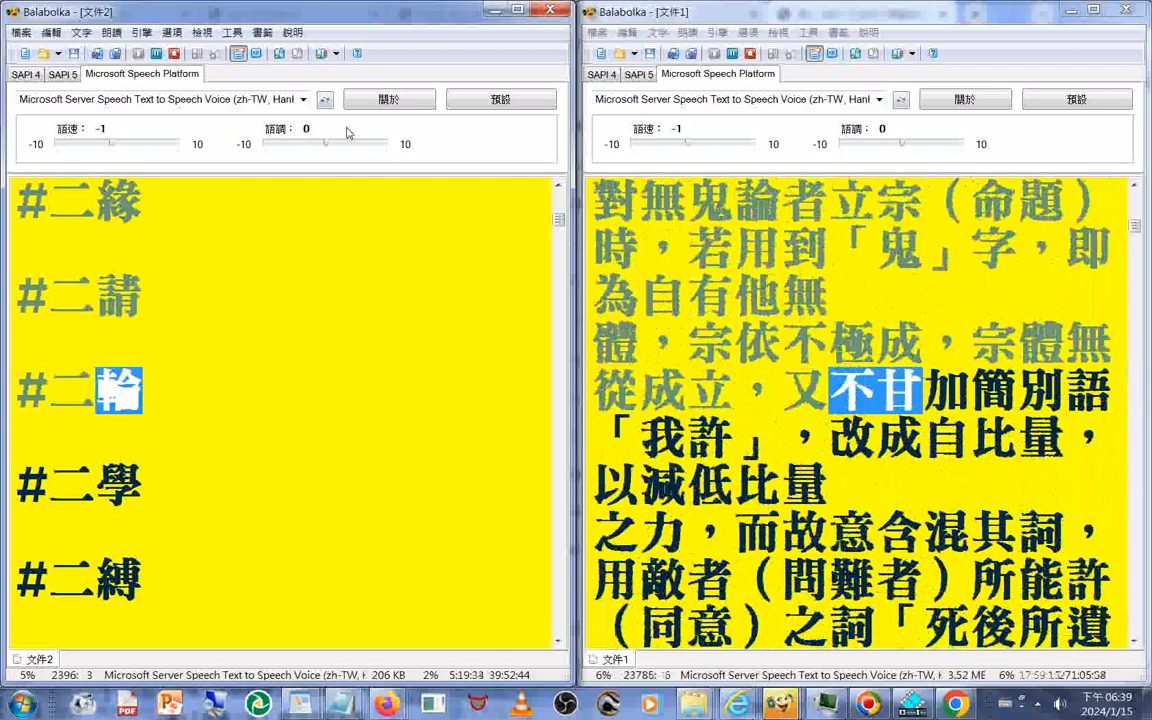 Balabolka - [文件2]
檔案 編輯 文字 朗讀 引擎 選項 檢視 工具 書籤 說明
SAPI 4 SAPI 5 Microsoft Speech Platform
Microsoft Server Speech Text to Speech Voice (zh-TW, Hanl
關於
預設
語速： -1
語調： 0
-10 10 -10 10
#二緣
#二請
#二輪
#二學
#二縛
文件2
5% 2396: 3 Microsoft Server Speech Text to Speech Voice (zh-TW, 206 KB 2% 5:19:33 39:52:44
Balabolka - [文件1]
檔案 編輯 文字 朗讀 引擎 選項 檢視 工具 書籤 說明
SAPI 4 SAPI 5 Microsoft Speech Platform
Microsoft Server Speech Text to Speech Voice (zh-TW, Hanl
關於
預設
語速： -1
語調： 0
-10 10 -10 10
對無鬼論者立宗（命題）
時，若用到「鬼」字，即
為自有他無
體，宗依不極成，宗體無
從成立，又不甘加簡別語
「我許」，改成自比量，
以減低比量
之力，而故意含混其詞，
用敵者（問難者）所能許
（同意）之詞「死後所遺
文件1
6% 23785: 16 Microsoft Server Speech Text to Speech Voice (zh-TW, 3.52 MB 6%
下午 06:39
2024/1/15